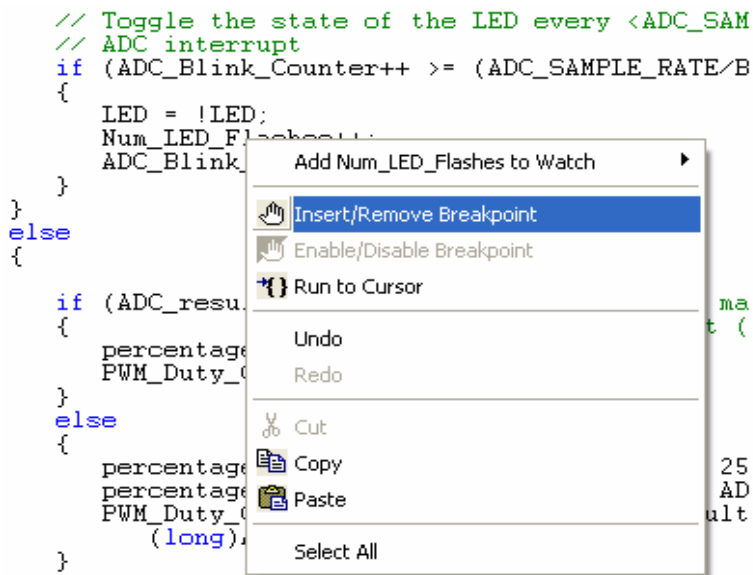 // Toggle the state of the LED every <ADC_SAM
// ADC interrupt
if (ADC_Blink_Counter++ >= (ADC_SAMPLE_RATE/B
{
LED = !LED;
Num_LED_Flashes++;
ADC_Blink_
}
}
else
{
if (ADC_resu ma
{ t (
percentage
PWM_Duty_
}
else
{
percentage 25
percentage AD
PWM_Duty_ ult
(long)
}
Add Num_LED_Flashes to Watch
Insert/Remove Breakpoint
Enable/Disable Breakpoint
Run to Cursor
Undo
Redo
Cut
Copy
Paste
Select All